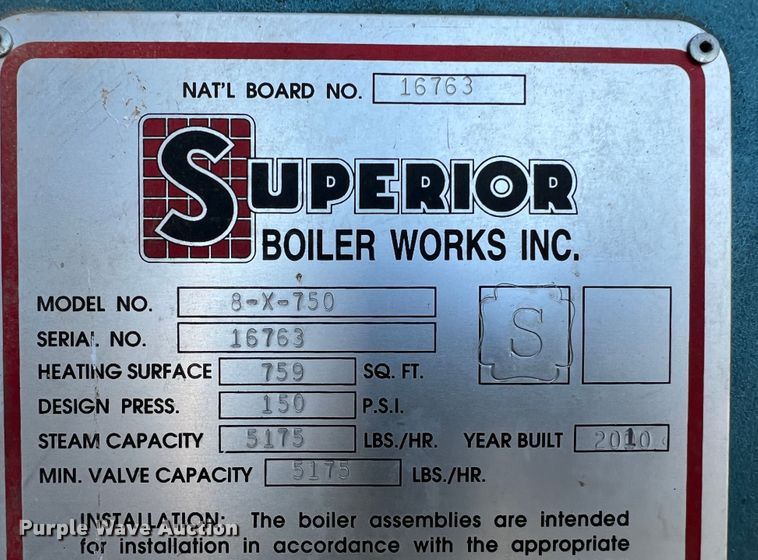 NAT'L BOARD NO. 16763
SUPERIOR
BOILER WORKS INC.
MODEL NO. 8-X-750
SERIAL NO. 16763
S
HEATING SURFACE 759 SQ. FT.
DESIGN PRESS. 150 P.S.I.
STEAM CAPACITY 5175 LBS./HR. YEAR BUILT 2010
MIN. VALVE CAPACITY 5175 LBS./HR.
INSTALLATION: The boiler assemblies are intended
for installation in accordance with the appropriate
Purple Wave Auction